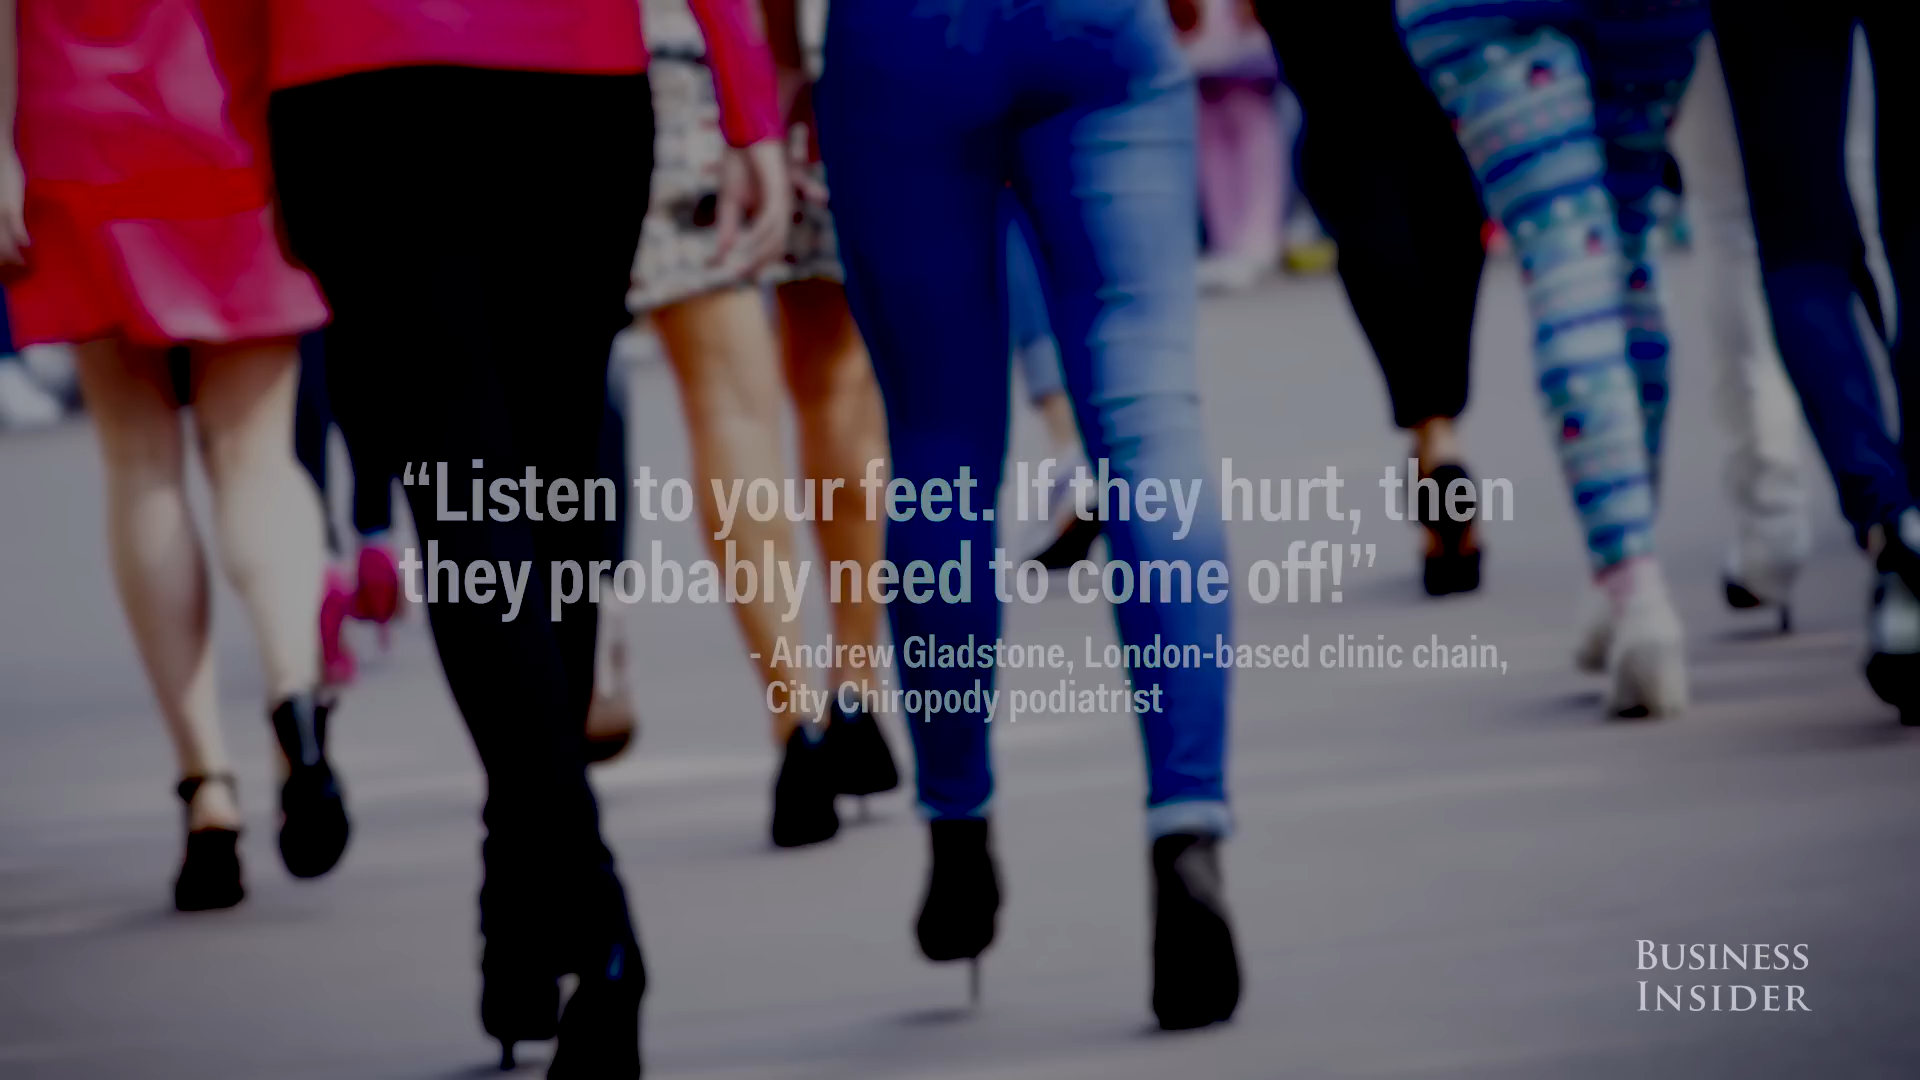 “Listen to your feet. If they hurt, then
they probably need to come off!”
- Andrew Gladstone, London-based clinic chain,
City Chiropody podiatrist
BUSINESS
INSIDER